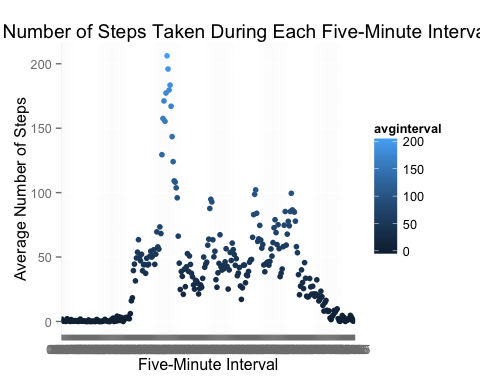 Number of Steps Taken During Each Five-Minute Interva
200
150
100
50
0
Average Number of Steps
Five-Minute Interval
avginterval
200
150
100
50
0